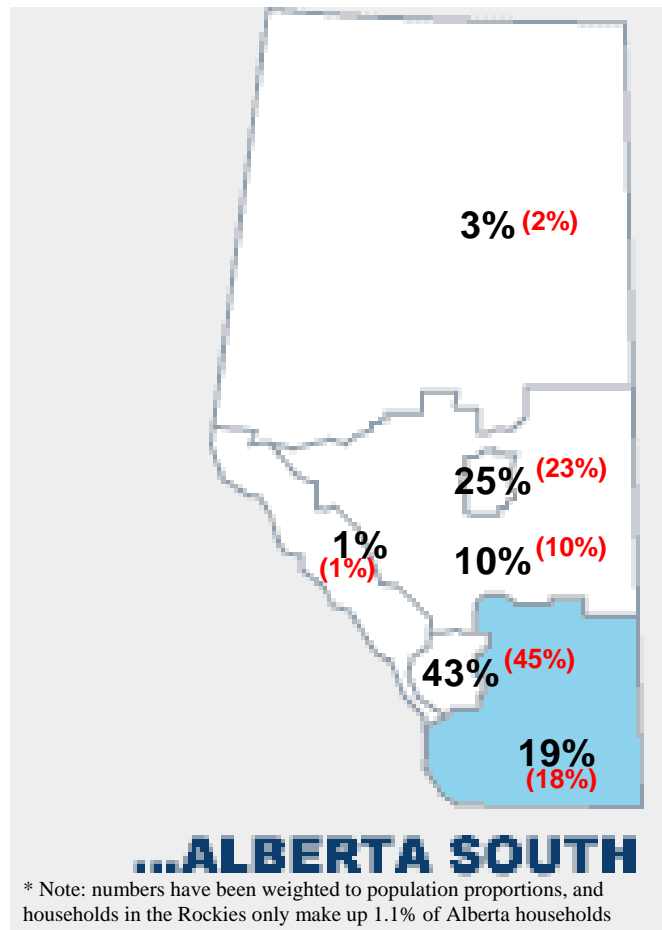 3% (2%)
25% (23%)
1%
(1%)
10% (10%)
43% (45%)
19%
(18%)
...ALBERTA SOUTH
* Note: numbers have been weighted to population proportions, and
households in the Rockies only make up 1.1% of Alberta households